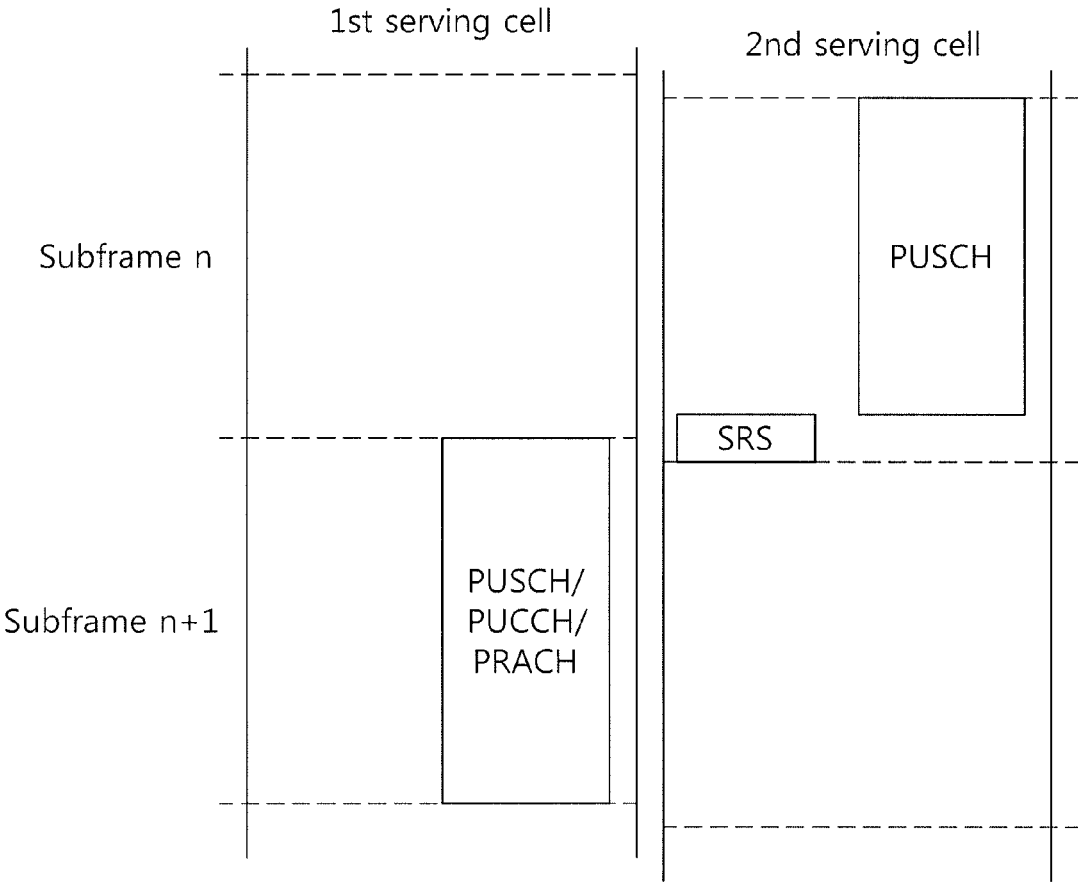 1st serving cell
2nd serving cell
Subframe n
PUSCH
SRS
Subframe n+1
PUSCH/
PUCCH/
PRACH